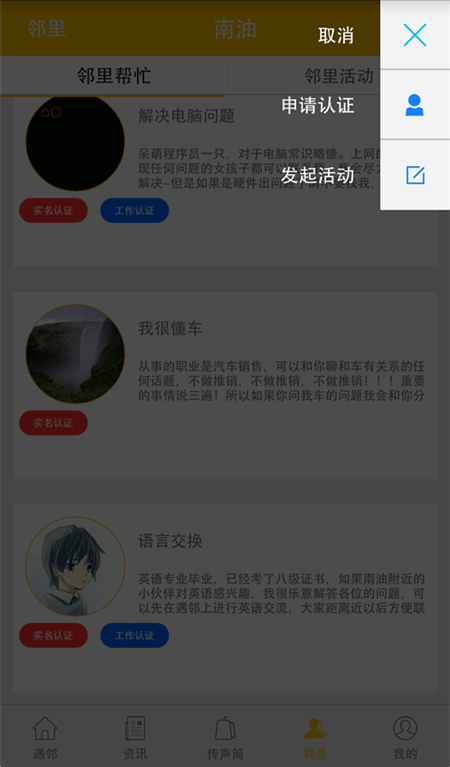 邻里
南油
取消
邻里帮忙
邻里活动
申请认证
发起活动
解决电脑问题
呆萌程序员一只，对于电脑常识略懂。上网
现任何问题的女孩子都可以
解决~但是如果是硬件出问题了请不要找我，
实名认证
工作认证
我很懂车
从事的职业是汽车销售，可以和你聊和车有关系的任
何话题，不做推销，不做推销，不做推销！！！重要
的事情说三遍！所以如果你问我车的问题我会和你分
实名认证
语言交换
英语专业毕业，已经考了八级证书，如果南油附近的
小伙伴对英语感兴趣，我很乐意解答各位的问题，可
以先在遇邻上进行英语交流，大家距离近以后方便联
实名认证
工作认证
遇邻
资讯
传声筒
邻里
我的